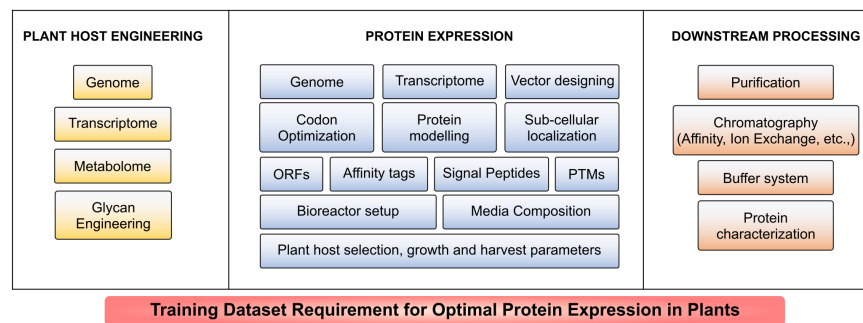 PLANT HOST ENGINEERING
Genome
Transcriptome
Metabolome
Glycan
Engineering
PROTEIN EXPRESSION
Genome
Transcriptome
Vector designing
Codon
Optimization
Protein
modelling
Sub-cellular
localization
ORFs
Affinity tags
Signal Peptides
PTMs
Bioreactor setup
Media Composition
Plant host selection, growth and harvest parameters
DOWNSTREAM PROCESSING
Purification
Chromatography
(Affinity, Ion Exchange, etc.,)
Buffer system
Protein
characterization
Training Dataset Requirement for Optimal Protein Expression in Plants